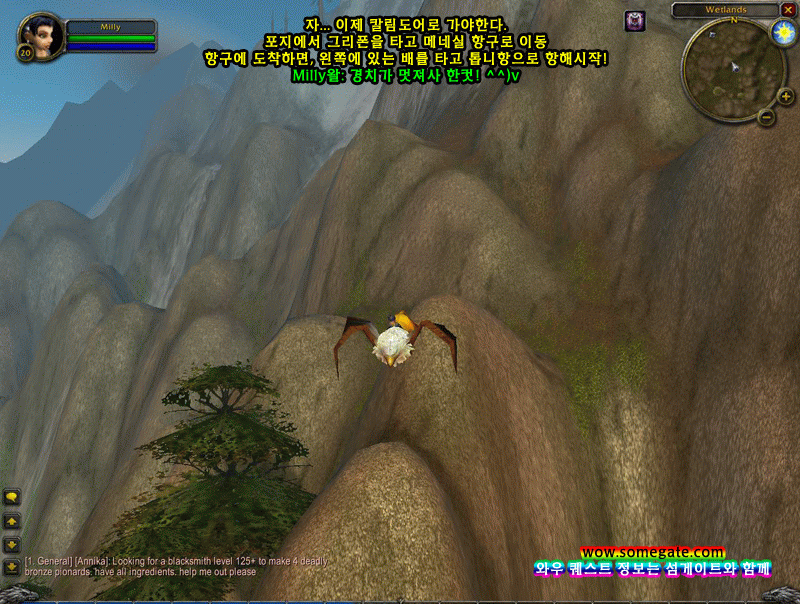 Milly
20
자... 이제 칼림도어로 가야한다.
포지에서 그리폰을 타고 메네실 항구로 이동
항구에 도착하면, 왼쪽에 있는 배를 타고 톱니항으로 항해시작!
Milly왈: 경치가 멋져사 한컷! ^^)v
Wetlands
N
[1. General] [Annika]: Looking for a blacksmith level 125+ to make 4 deadly
bronze pionards. have all ingredients. help me out please
www.somegate.com
와우 퀘스트 정보는 섬게이트와 함께